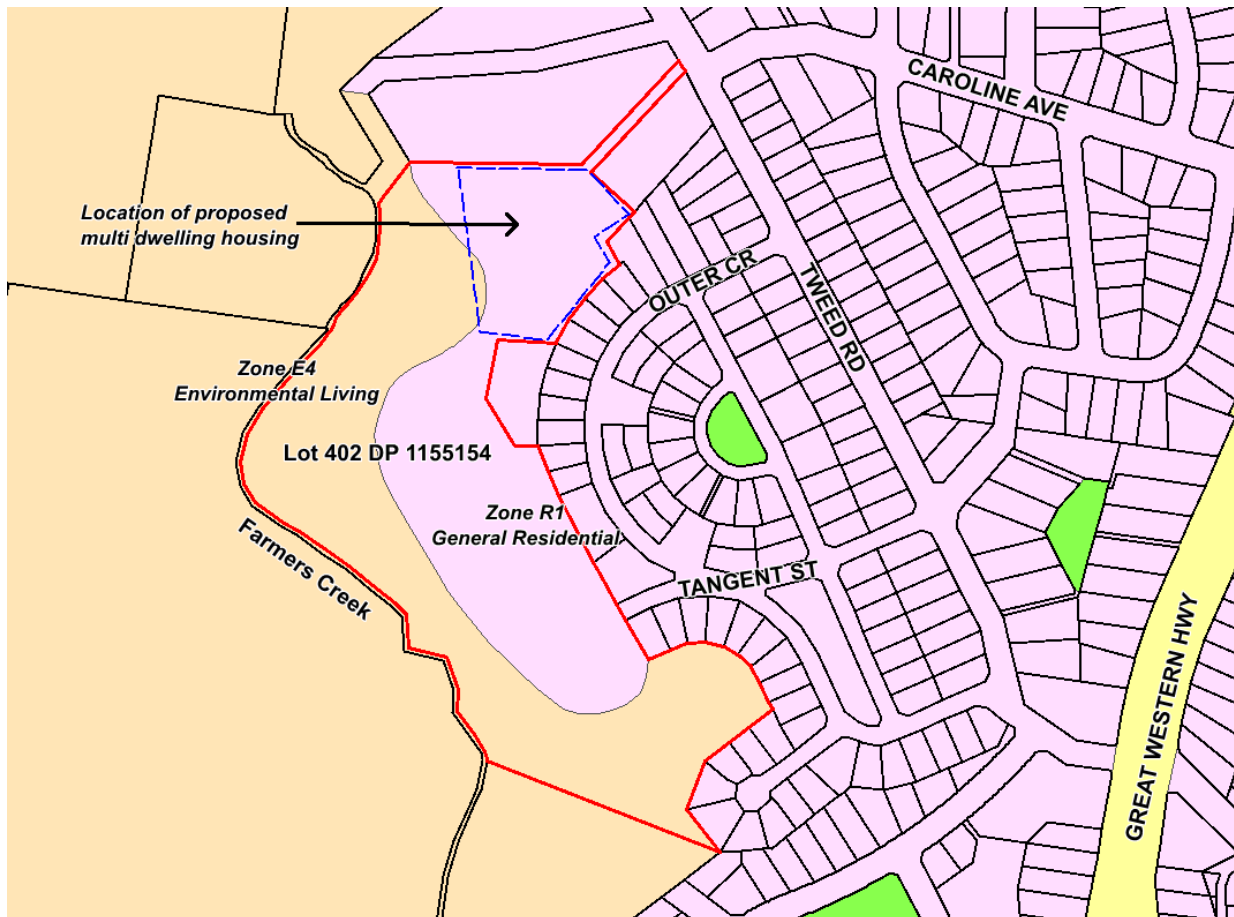 CAROLINE AVE
Location of proposed
multi dwelling housing
OUTER CR
TWEED RD
Zone E4
Environmental Living
Lot 402 DP 1155154
Zone R1
General Residential
Farmers Creek
TANGENT ST
GREAT WESTERN HWY